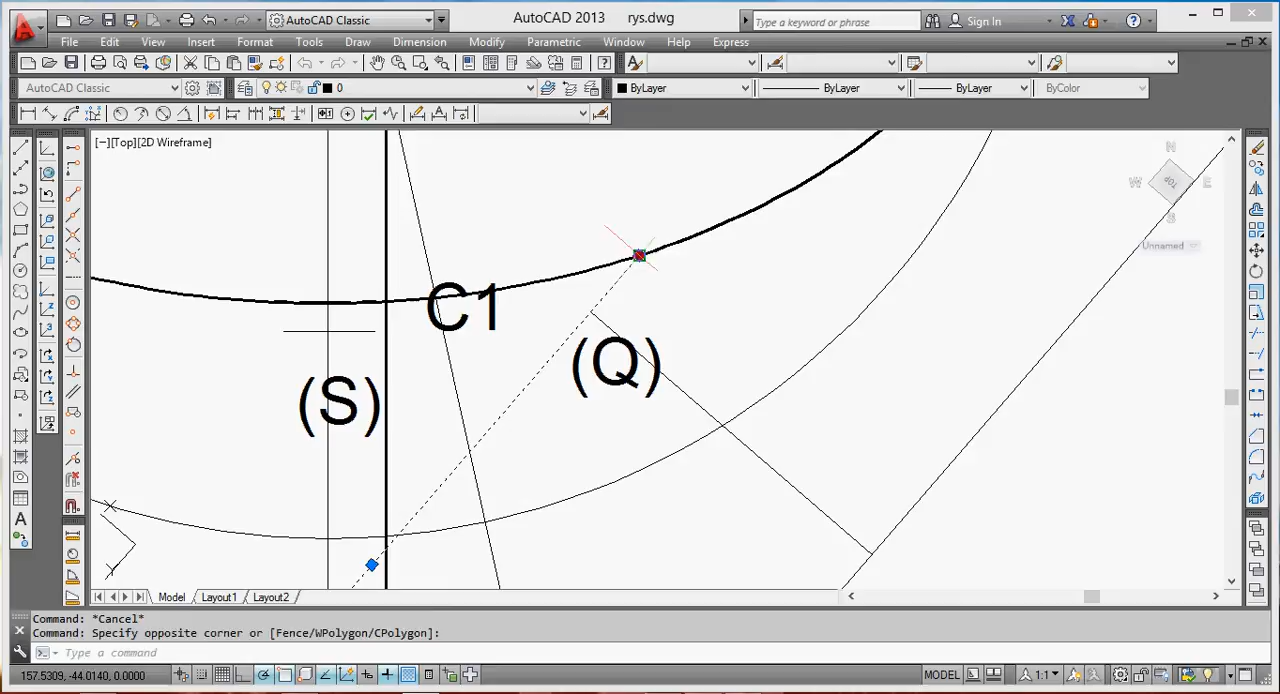 AutoCAD Classic
AutoCAD 2013 rys.dwg
Type a keyword or phrase
Sign In
File Edit View Insert Format Tools Draw Dimension Modify Parametric Window Help Express
AutoCAD Classic
0
ByLayer
ByLayer
ByLayer
ByColor
[−][Top][2D Wireframe]
N
W
TOP
E
S
Unnamed
C1
(Q)
(S)
X
Y
Model Layout1 Layout2
Command: *Cancel*
Command: Specify opposite corner or [Fence/WPolygon/CPolygon]:
Type a command
157.5309, -44.0140, 0.0000
MODEL
1:1